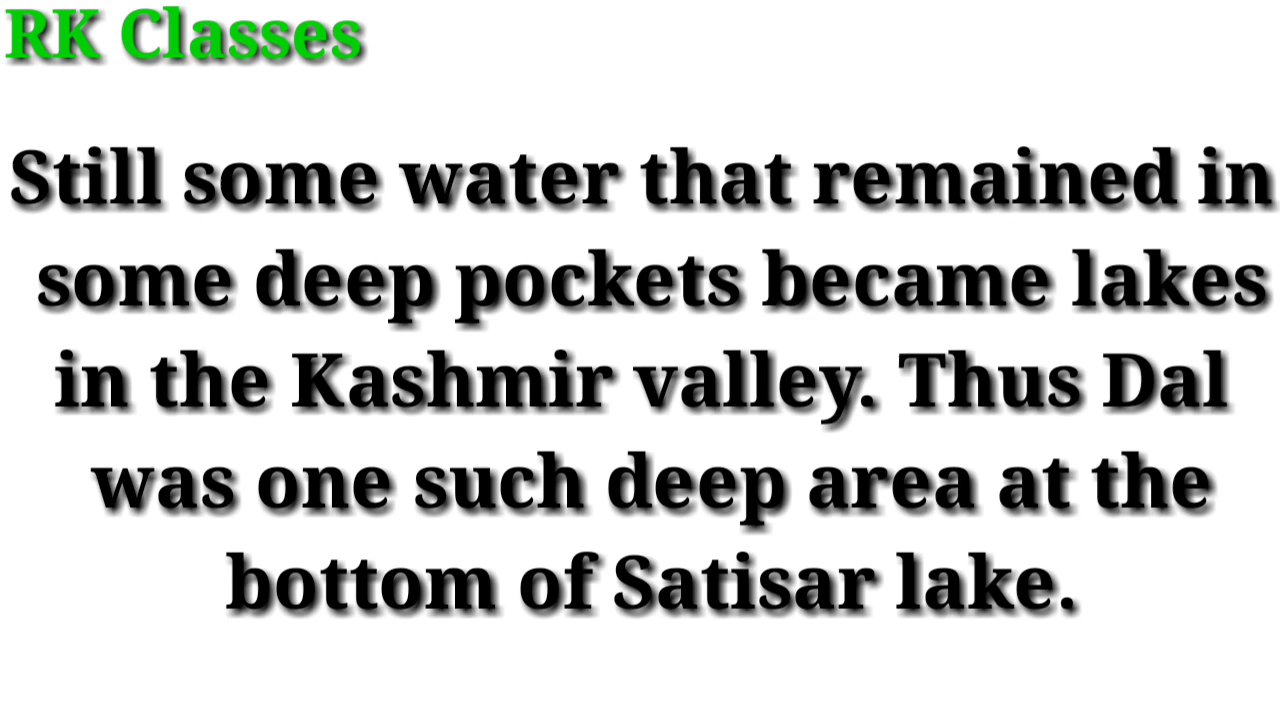 RK Classes
Still some water that remained in
some deep pockets became lakes
in the Kashmir valley. Thus Dal
was one such deep area at the
bottom of Satisar lake.